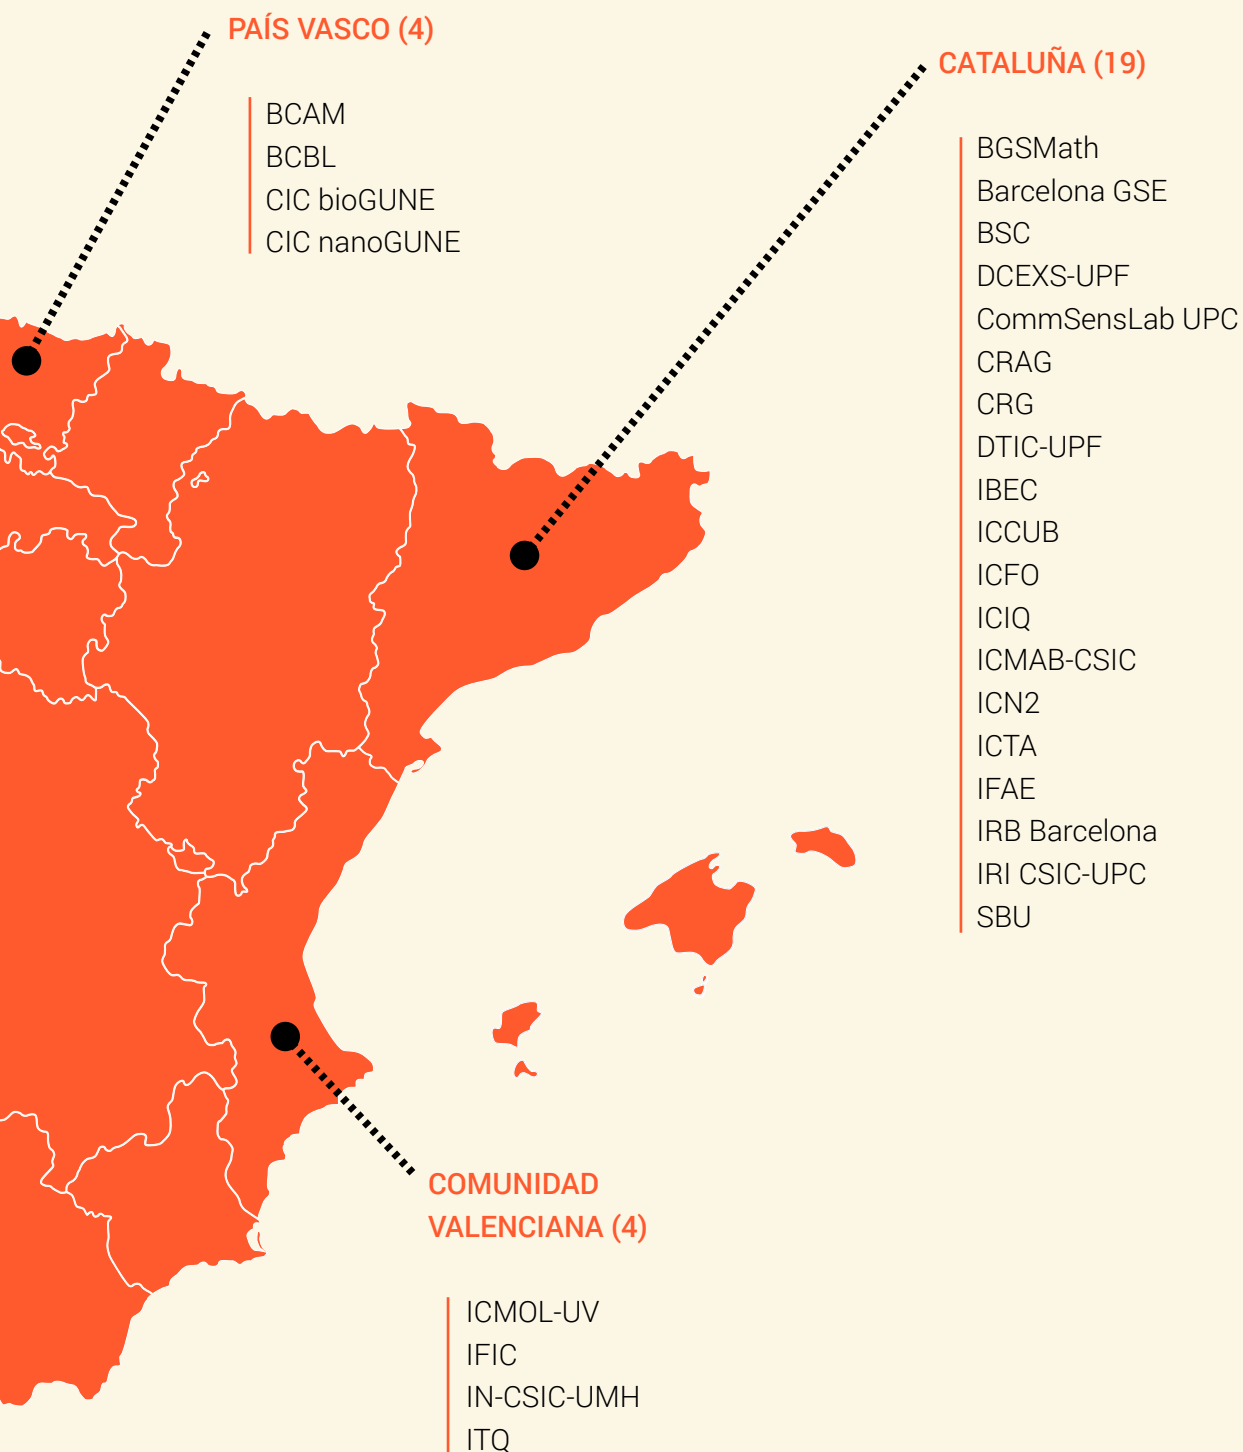 PAÍS VASCO (4)
BCAM
BCBL
CIC bioGUNE
CIC nanoGUNE
CATALUÑA (19)
BGSMath
Barcelona GSE
BSC
DCEXS-UPF
CommSensLab UPC
CRAG
CRG
DTIC-UPF
IBEC
ICCUB
ICFO
ICIQ
ICMAB-CSIC
ICN2
ICTA
IFAE
IRB Barcelona
IRI CSIC-UPC
SBU
COMUNIDAD
VALENCIANA (4)
ICMOL-UV
IFIC
IN-CSIC-UMH
ITQ